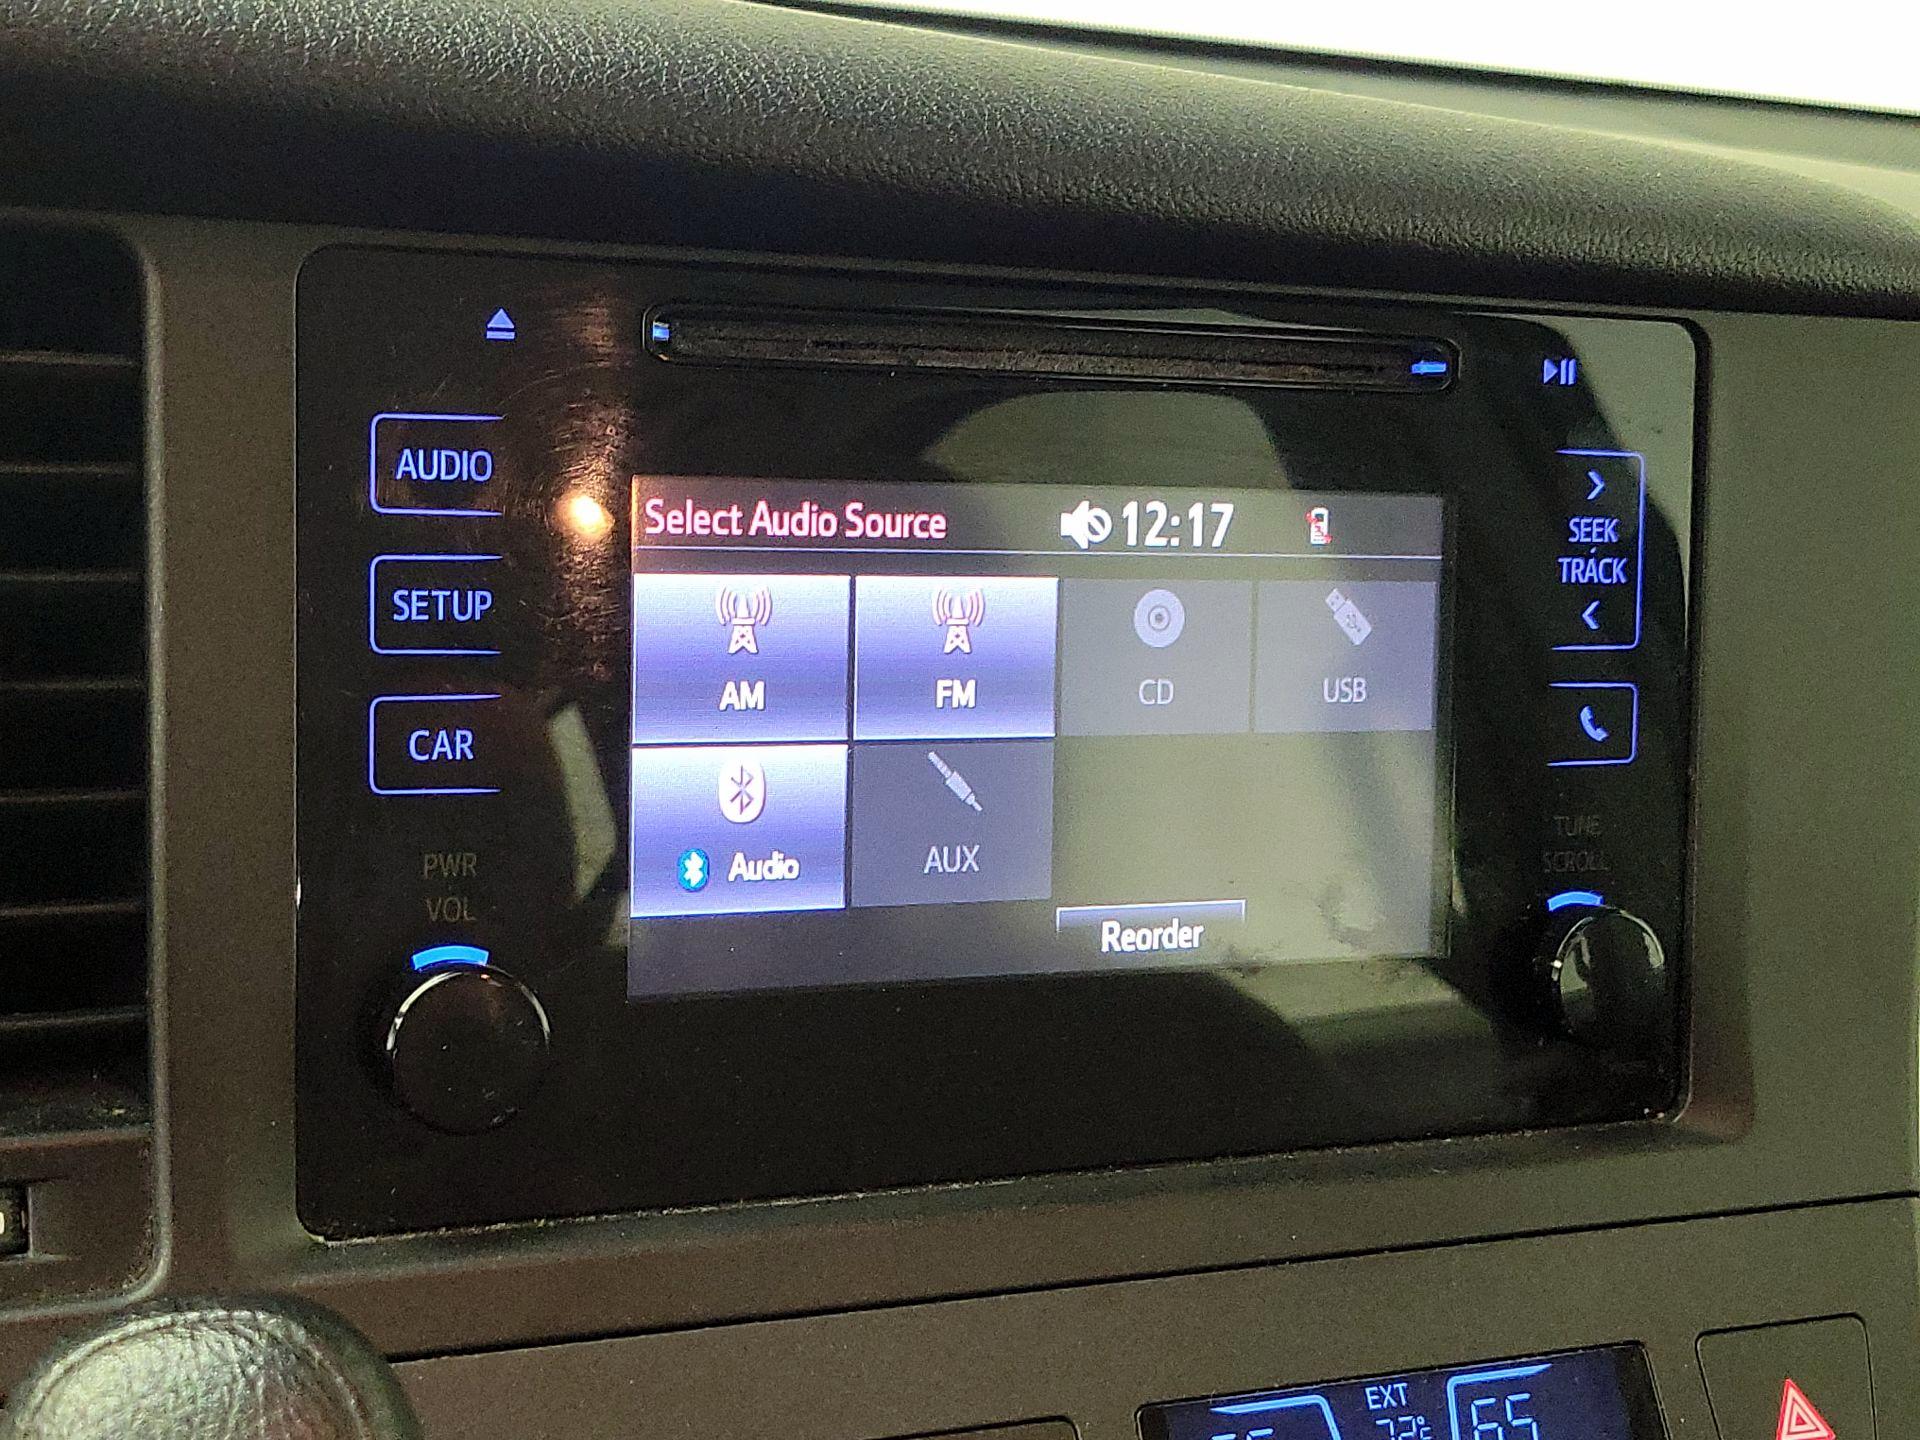 AUDIO
SETUP
CAR
PWR
VOL
Select Audio Source
12:17
AM
FM
CD
USB
Audio
AUX
Reorder
SEEK
TRACK
TUNE
SCROLL
EXT
65